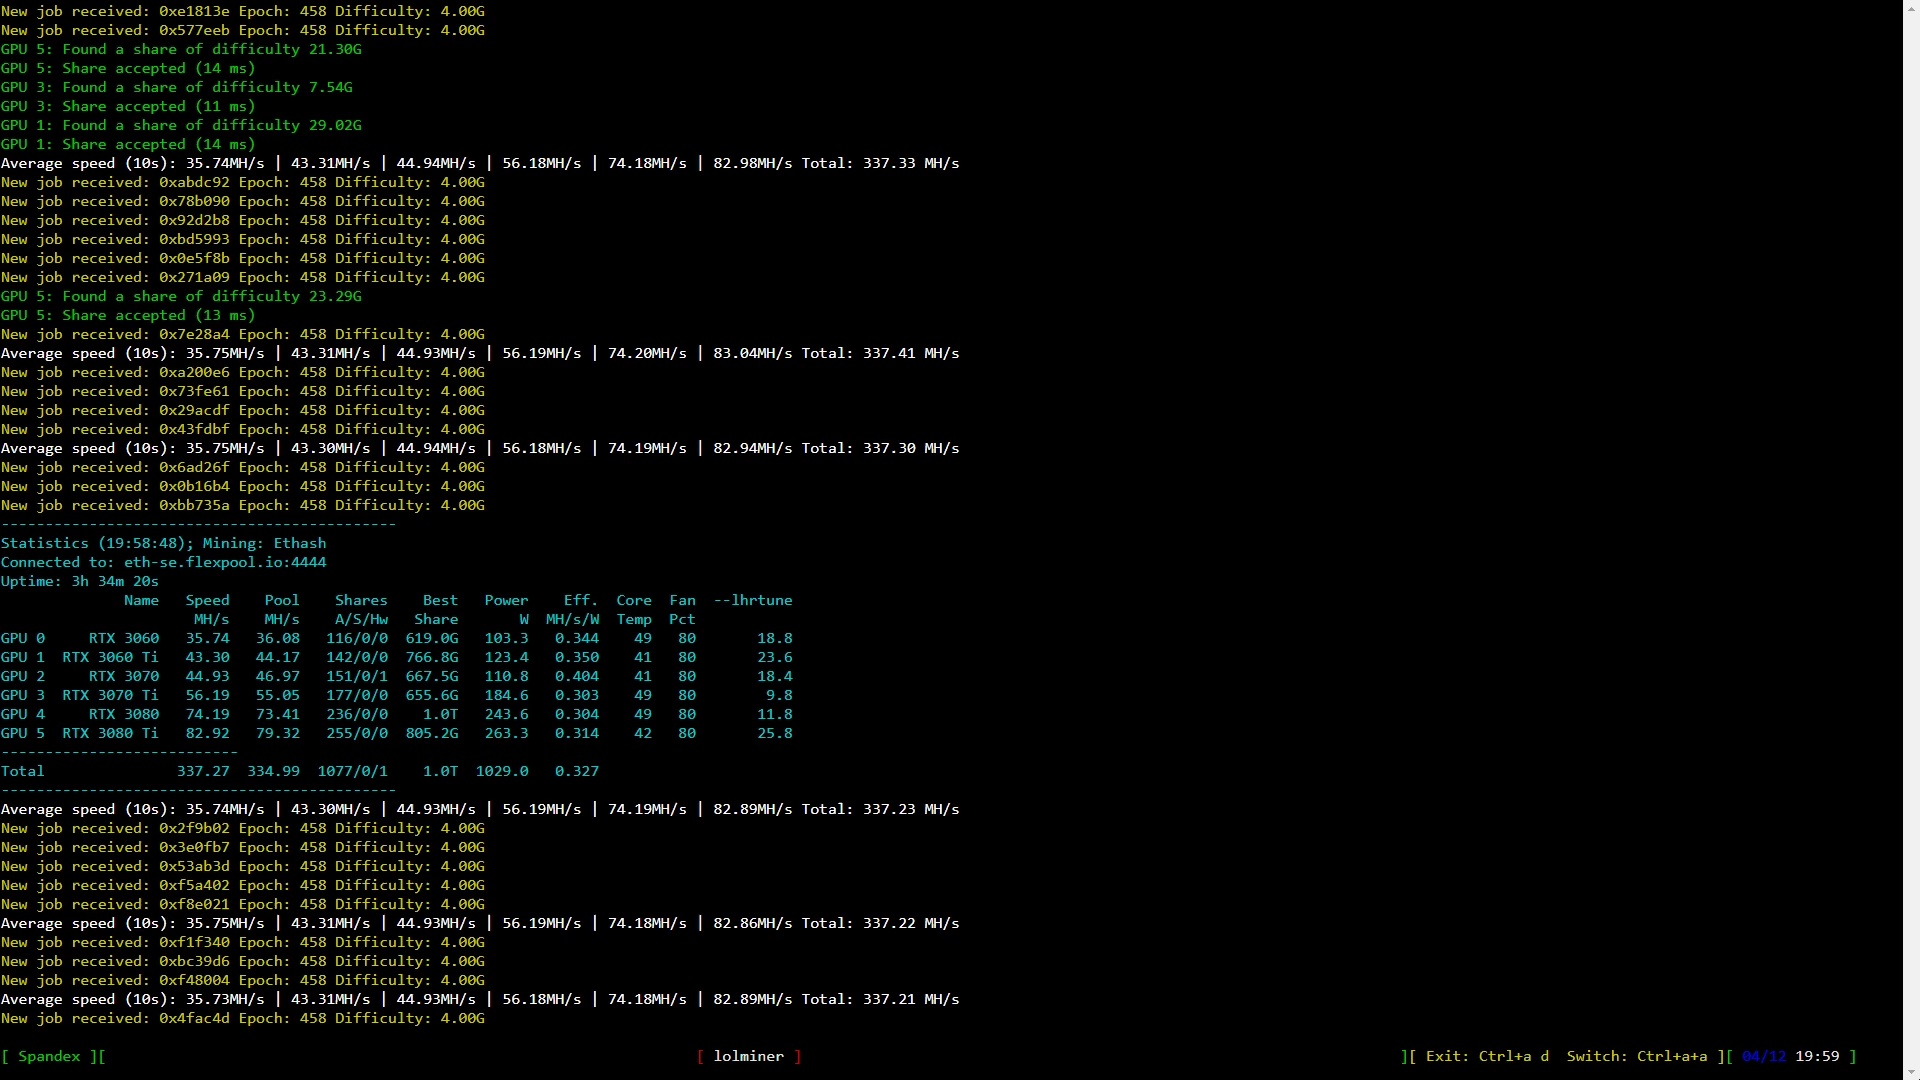 New job received: 0xe1813e Epoch: 458 Difficulty: 4.00G
New job received: 0x577eeb Epoch: 458 Difficulty: 4.00G
GPU 5: Found a share of difficulty 21.30G
GPU 5: Share accepted (14 ms)
GPU 3: Found a share of difficulty 7.54G
GPU 3: Share accepted (11 ms)
GPU 1: Found a share of difficulty 29.02G
GPU 1: Share accepted (14 ms)
Average speed (10s): 35.74MH/s | 43.31MH/s | 44.94MH/s | 56.18MH/s | 74.18MH/s | 82.98MH/s Total: 337.33 MH/s
New job received: 0xabdc92 Epoch: 458 Difficulty: 4.00G
New job received: 0x78b090 Epoch: 458 Difficulty: 4.00G
New job received: 0x92d2b8 Epoch: 458 Difficulty: 4.00G
New job received: 0xbd5993 Epoch: 458 Difficulty: 4.00G
New job received: 0x0e5f8b Epoch: 458 Difficulty: 4.00G
New job received: 0x271a09 Epoch: 458 Difficulty: 4.00G
GPU 5: Found a share of difficulty 23.29G
GPU 5: Share accepted (13 ms)
New job received: 0x7e28a4 Epoch: 458 Difficulty: 4.00G
Average speed (10s): 35.75MH/s | 43.31MH/s | 44.93MH/s | 56.19MH/s | 74.20MH/s | 83.04MH/s Total: 337.41 MH/s
New job received: 0xa200e6 Epoch: 458 Difficulty: 4.00G
New job received: 0x73fe61 Epoch: 458 Difficulty: 4.00G
New job received: 0x29acdf Epoch: 458 Difficulty: 4.00G
New job received: 0x43fdbf Epoch: 458 Difficulty: 4.00G
Average speed (10s): 35.75MH/s | 43.30MH/s | 44.94MH/s | 56.18MH/s | 74.19MH/s | 82.94MH/s Total: 337.30 MH/s
New job received: 0x6ad26f Epoch: 458 Difficulty: 4.00G
New job received: 0x0b16b4 Epoch: 458 Difficulty: 4.00G
New job received: 0xbb735a Epoch: 458 Difficulty: 4.00G
---------------------------------------------
Statistics (19:58:48); Mining: Ethash
Connected to: eth-se.flexpool.io:4444
Uptime: 3h 34m 20s
Name Speed Pool Shares Best Power Eff. Core Fan --lhrtune
MH/s MH/s A/S/Hw Share W MH/s/W Temp Pct
GPU 0 RTX 3060 35.74 36.08 116/0/0 619.0G 103.3 0.344 49 80 18.8
GPU 1 RTX 3060 Ti 43.30 44.17 142/0/0 766.8G 123.4 0.350 41 80 23.6
GPU 2 RTX 3070 44.93 46.97 151/0/1 667.5G 110.8 0.404 41 80 18.4
GPU 3 RTX 3070 Ti 56.19 55.05 177/0/0 655.6G 184.6 0.303 49 80 9.8
GPU 4 RTX 3080 74.19 73.41 236/0/0 1.0T 243.6 0.304 49 80 11.8
GPU 5 RTX 3080 Ti 82.92 79.32 255/0/0 805.2G 263.3 0.314 42 80 25.8
---------------------------
Total 337.27 334.99 1077/0/1 1.0T 1029.0 0.327
---------------------------------------------
Average speed (10s): 35.74MH/s | 43.30MH/s | 44.93MH/s | 56.19MH/s | 74.19MH/s | 82.89MH/s Total: 337.23 MH/s
New job received: 0x2f9b02 Epoch: 458 Difficulty: 4.00G
New job received: 0x3e0fb7 Epoch: 458 Difficulty: 4.00G
New job received: 0x53ab3d Epoch: 458 Difficulty: 4.00G
New job received: 0xf5a402 Epoch: 458 Difficulty: 4.00G
New job received: 0xf8e021 Epoch: 458 Difficulty: 4.00G
Average speed (10s): 35.75MH/s | 43.31MH/s | 44.93MH/s | 56.19MH/s | 74.18MH/s | 82.86MH/s Total: 337.22 MH/s
New job received: 0xf1f340 Epoch: 458 Difficulty: 4.00G
New job received: 0xbc39d6 Epoch: 458 Difficulty: 4.00G
New job received: 0xf48004 Epoch: 458 Difficulty: 4.00G
Average speed (10s): 35.73MH/s | 43.31MH/s | 44.93MH/s | 56.18MH/s | 74.18MH/s | 82.89MH/s Total: 337.21 MH/s
New job received: 0x4fac4d Epoch: 458 Difficulty: 4.00G
[ Spandex ][ [ lolminer ] ][ Exit: Ctrl+a d Switch: Ctrl+a+a ][ 04/12 19:59 ]